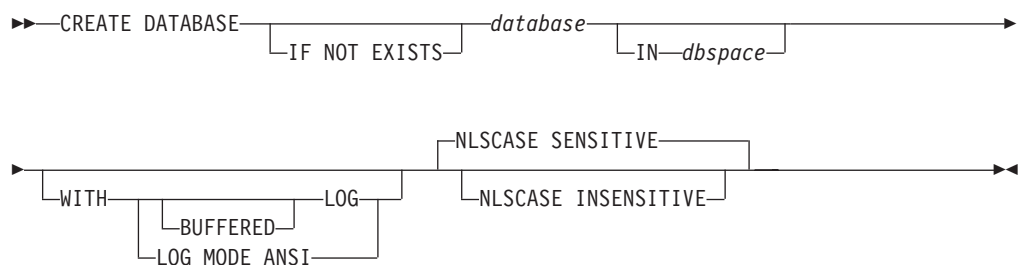 CREATE DATABASE database
IF NOT EXISTS IN dbspace
NLSCASE SENSITIVE
WITH LOG NLSCASE INSENSITIVE
BUFFERED
LOG MODE ANSI